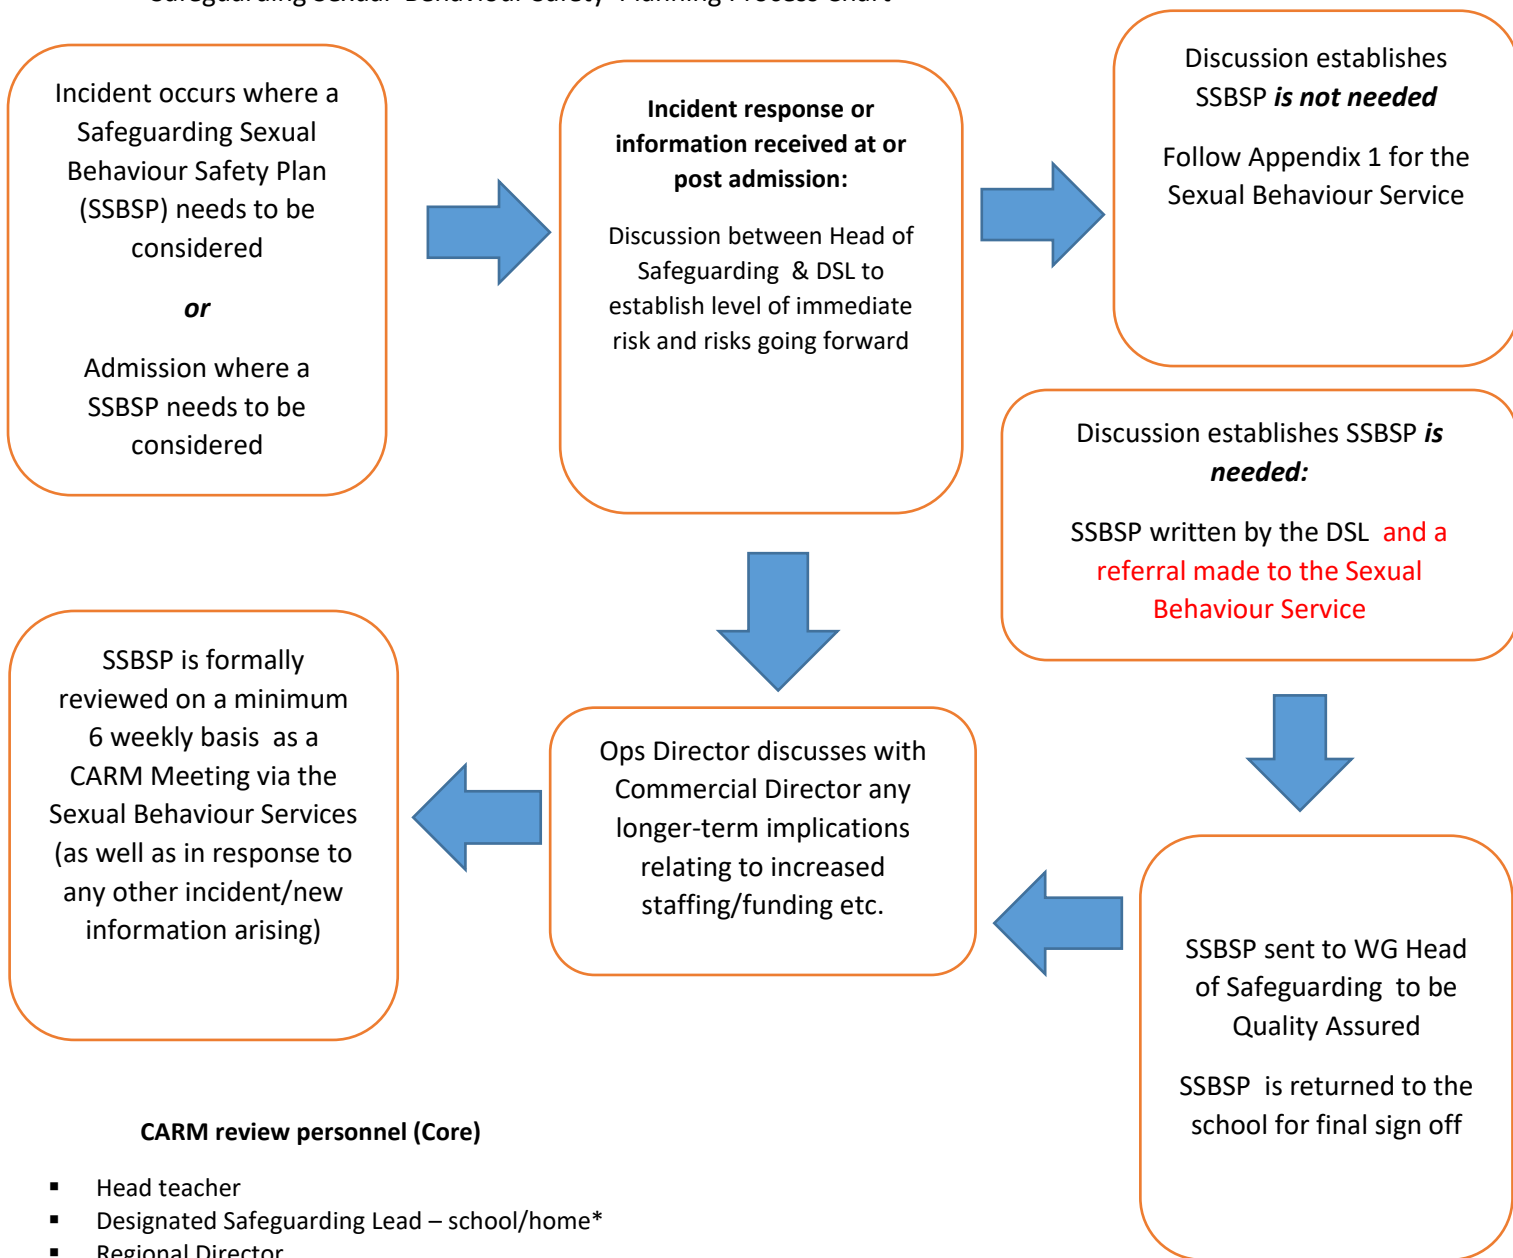 Safeguarding Sexual Behaviour Safety Planning Process Chart
Incident occurs where a
Safeguarding Sexual
Behaviour Safety Plan
(SSBSP) needs to be
considered
or
Admission where a
SSBSP needs to be
considered
Incident response or
information received at or
post admission:
Discussion between Head of
Safeguarding & DSL to
establish level of immediate
risk and risks going forward
Discussion establishes
SSBSP is not needed
Follow Appendix 1 for the
Sexual Behaviour Service
Discussion establishes SSBSP is
needed:
SSBSP written by the DSL and a
referral made to the Sexual
Behaviour Service
SSBSP is formally
reviewed on a minimum
6 weekly basis as a
CARM Meeting via the
Sexual Behaviour Services
(as well as in response to
any other incident/new
information arising)
Ops Director discusses with
Commercial Director any
longer-term implications
relating to increased
staffing/funding etc.
SSBSP sent to WG Head
of Safeguarding to be
Quality Assured
SSBSP is returned to the
school for final sign off
CARM review personnel (Core)
▪ Head teacher
▪ Designated Safeguarding Lead – school/home*
▪ Regional Director